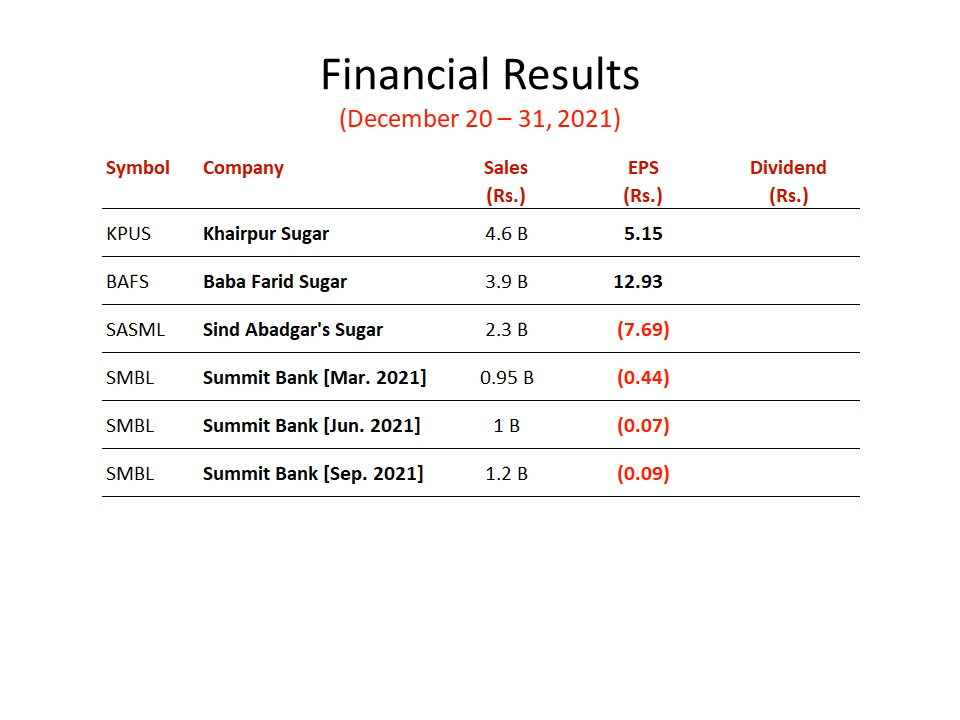 Financial Results
(December 20 – 31, 2021)
Symbol Company Sales EPS Dividend
(Rs.) (Rs.) (Rs.)
KPUS Khairpur Sugar 4.6 B 5.15
BAFS Baba Farid Sugar 3.9 B 12.93
SASML Sind Abadgar's Sugar 2.3 B (7.69)
SMBL Summit Bank [Mar. 2021] 0.95 B (0.44)
SMBL Summit Bank [Jun. 2021] 1 B (0.07)
SMBL Summit Bank [Sep. 2021] 1.2 B (0.09)